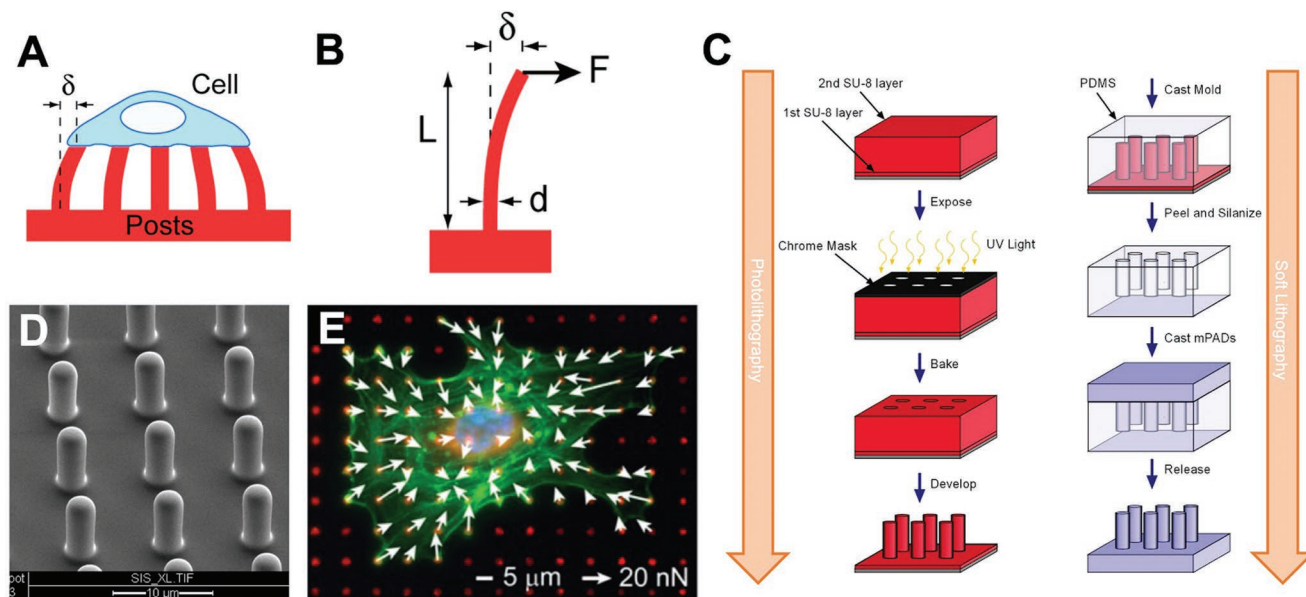 A
δ
Cell
Posts
B
δ
F
L
d
C
2nd SU-8 layer
1st SU-8 layer
Expose
Chrome Mask
UV Light
Bake
Develop
Photolithography
PDMS
Cast Mold
Peel and Silanize
Cast mPADs
Release
Soft Lithography
D
SIS_XL.TIF
10 µm
E
5 µm
20 nN